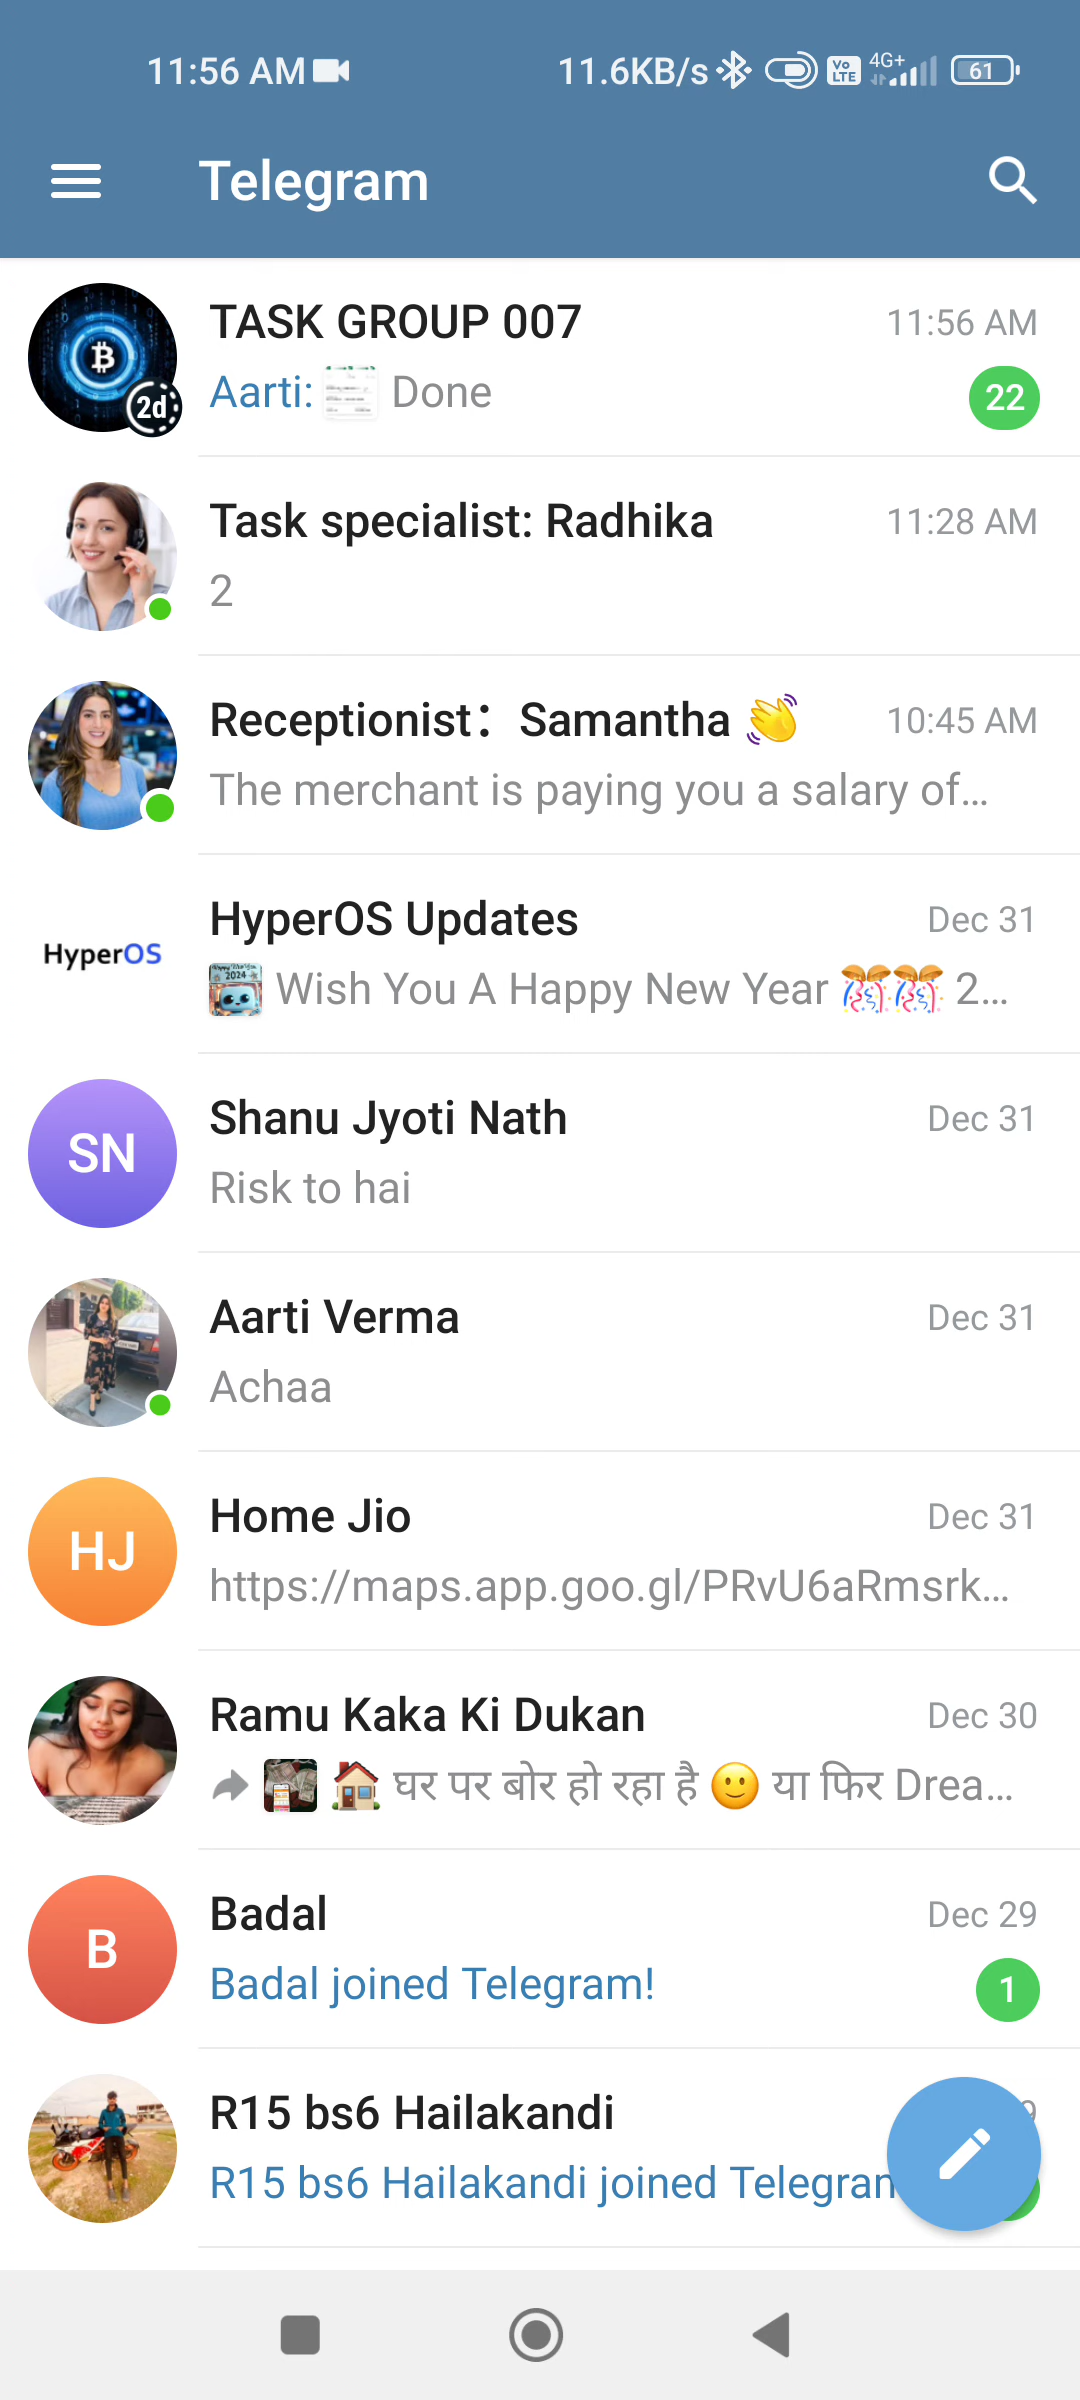 11:56 AM 11.6KB/s Vo LTE 4G+ 61
Telegram
TASK GROUP 007 11:56 AM
2d Aarti: Done 22
Task specialist: Radhika 11:28 AM
2
Receptionist： Samantha 👋 10:45 AM
The merchant is paying you a salary of...
HyperOS Updates Dec 31
HyperOS Wish You A Happy New Year 🎊🎊 2...
Shanu Jyoti Nath Dec 31
SN Risk to hai
Aarti Verma Dec 31
Achaa
Home Jio Dec 31
HJ https://maps.app.goo.gl/PRvU6aRmsrk...
Ramu Kaka Ki Dukan Dec 30
🏠 घर पर बोर हो रहा है 🙂 या फिर Drea...
Badal Dec 29
B Badal joined Telegram! 1
R15 bs6 Hailakandi 9
R15 bs6 Hailakandi joined